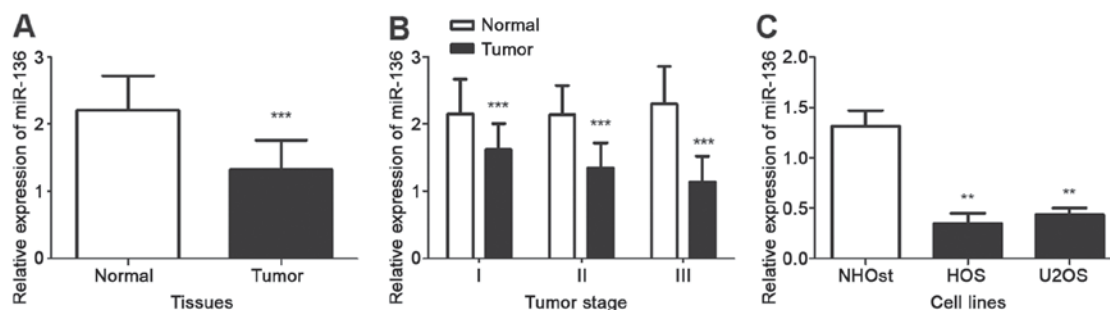 A
Relative expression of miR-136
3
2
1
0
***
Normal
Tumor
Tissues
B
Normal
Tumor
Relative expression of miR-136
3
2
1
0
***
***
***
I
II
III
Tumor stage
C
Relative expression of miR-136
2.0
1.5
1.0
0.5
0.0
**
**
NHOst
HOS
U2OS
Cell lines